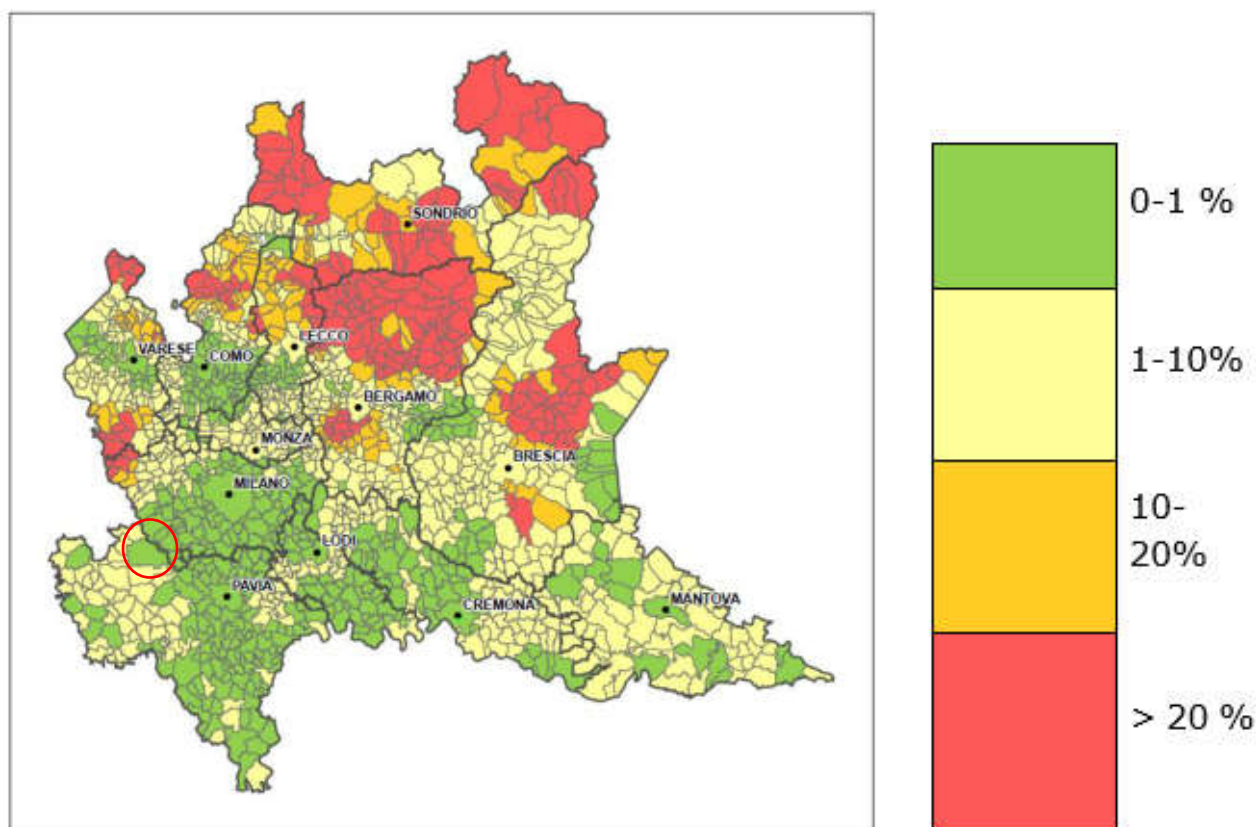 SONDRIO
LECCO
VARESE
COMO
BERGAMO
MONZA
BRESCIA
MILANO
LODI
PAVIA
CREMONA
MANTOVA
0-1 %
1-10%
10-
20%
> 20 %